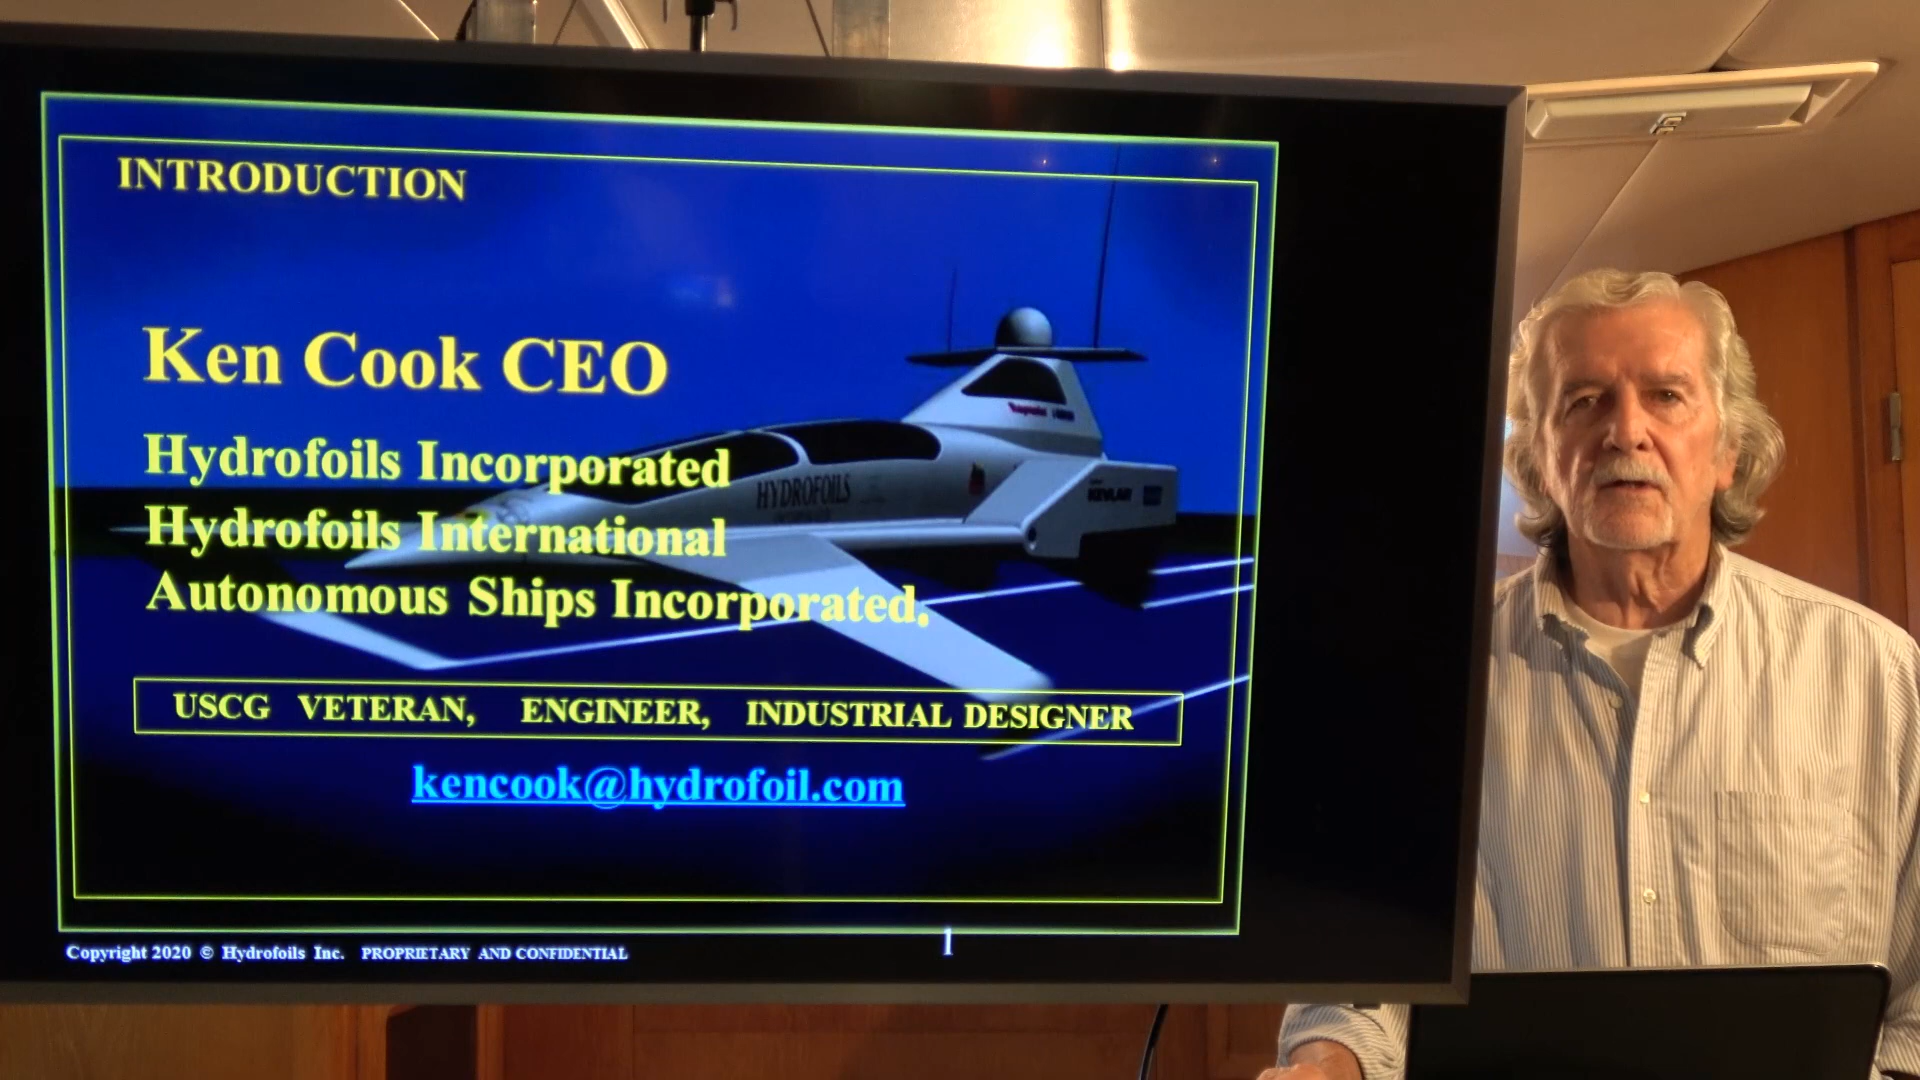 INTRODUCTION
Ken Cook CEO
Hydrofoils Incorporated
HYDROFOILS
KEVLAR
Hydrofoils International
Autonomous Ships Incorporated.
USCG VETERAN, ENGINEER, INDUSTRIAL DESIGNER
kencook@hydrofoil.com
Copyright 2020 © Hydrofoils Inc. PROPRIETARY AND CONFIDENTIAL
1